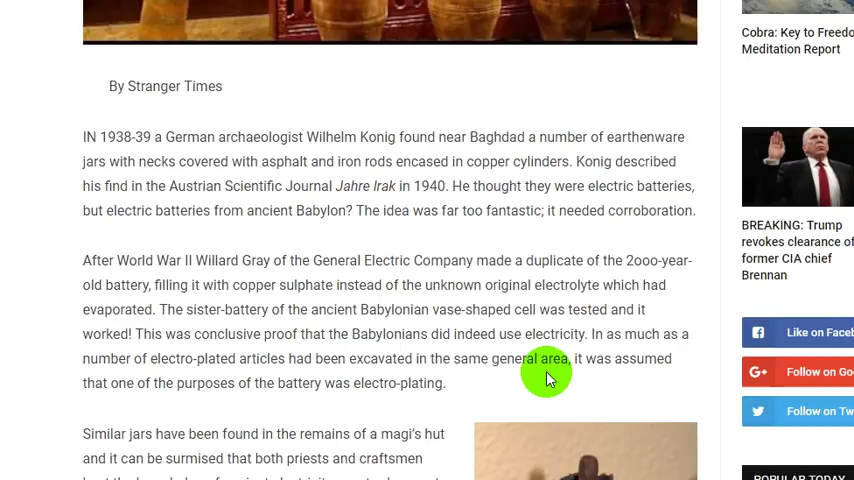 Cobra: Key to Freedo
Meditation Report
By Stranger Times
IN 1938-39 a German archaeologist Wilhelm Konig found near Baghdad a number of earthenware
jars with necks covered with asphalt and iron rods encased in copper cylinders. Konig described
his find in the Austrian Scientific Journal Jahre Irak in 1940. He thought they were electric batteries,
but electric batteries from ancient Babylon? The idea was far too fantastic; it needed corroboration.
After World War II Willard Gray of the General Electric Company made a duplicate of the 2ooo-year-
old battery, filling it with copper sulphate instead of the unknown original electrolyte which had
evaporated. The sister-battery of the ancient Babylonian vase-shaped cell was tested and it
worked! This was conclusive proof that the Babylonians did indeed use electricity. In as much as a
number of electro-plated articles had been excavated in the same general area, it was assumed
that one of the purposes of the battery was electro-plating.
Similar jars have been found in the remains of a magi's hut
and it can be surmised that both priests and craftsmen
BREAKING: Trump
revokes clearance of
former CIA chief
Brennan
Like on Faceb
Follow on Goo
Follow on Tw
POPULAR TODAY